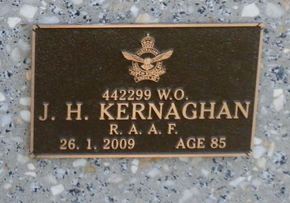 442299 W.O.
J. H. KERNAGHAN
R. A. A. F.
26. 1. 2009 AGE 85